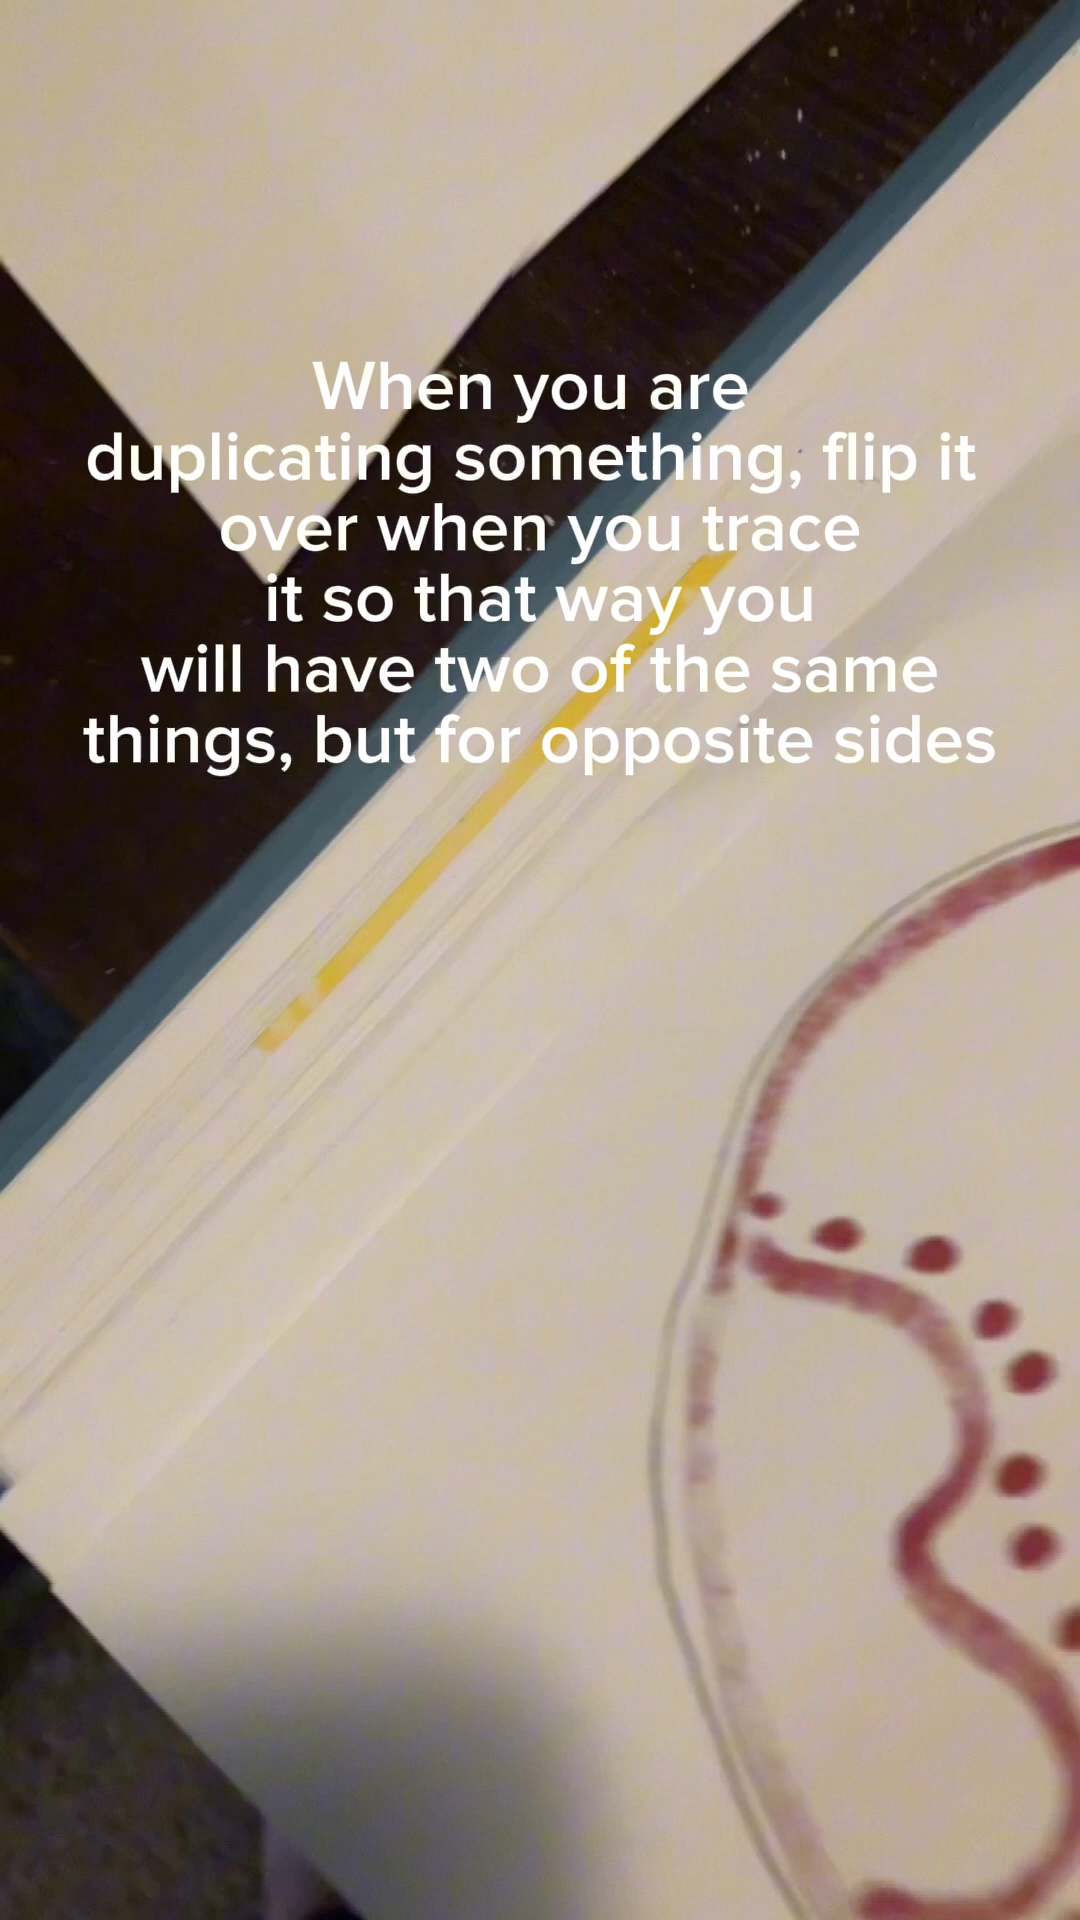 When you are
duplicating something, flip it
over when you trace
it so that way you
will have two of the same
things, but for opposite sides